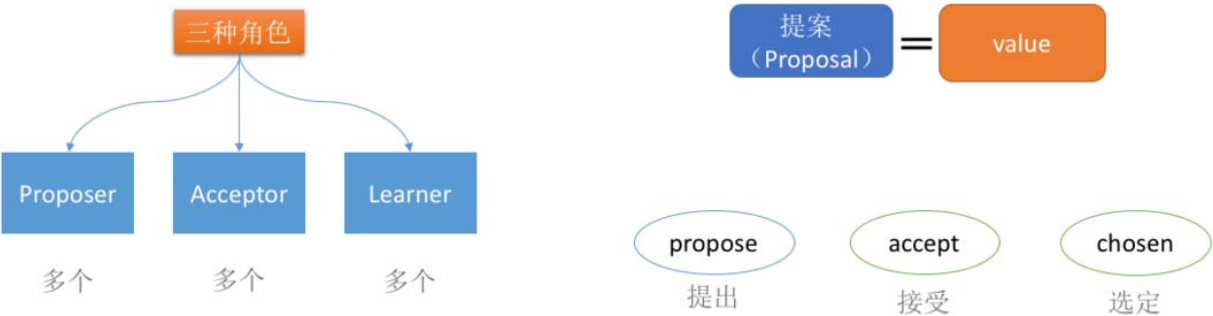 三种角色
Proposer
Acceptor
Learner
多个
多个
多个
提案
（Proposal）
=
value
propose
accept
chosen
提出
接受
选定